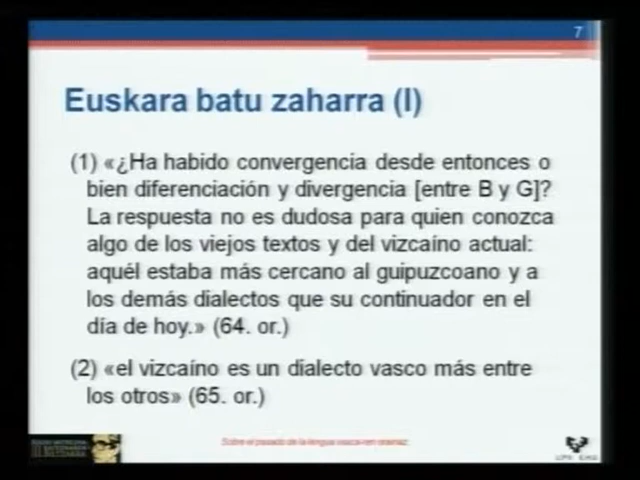 7
Euskara batu zaharra (I)
(1) «¿Ha habido convergencia desde entonces o
bien diferenciación y divergencia [entre B y G]?
La respuesta no es dudosa para quien conozca
algo de los viejos textos y del vizcaíno actual:
aquél estaba más cercano al guipuzcoano y a
los demás dialectos que su continuador en el
día de hoy.» (64. or.)
(2) «el vizcaíno es un dialecto vasco más entre
los otros» (65. or.)
Sobre el pasado de la lengua vasca-ren